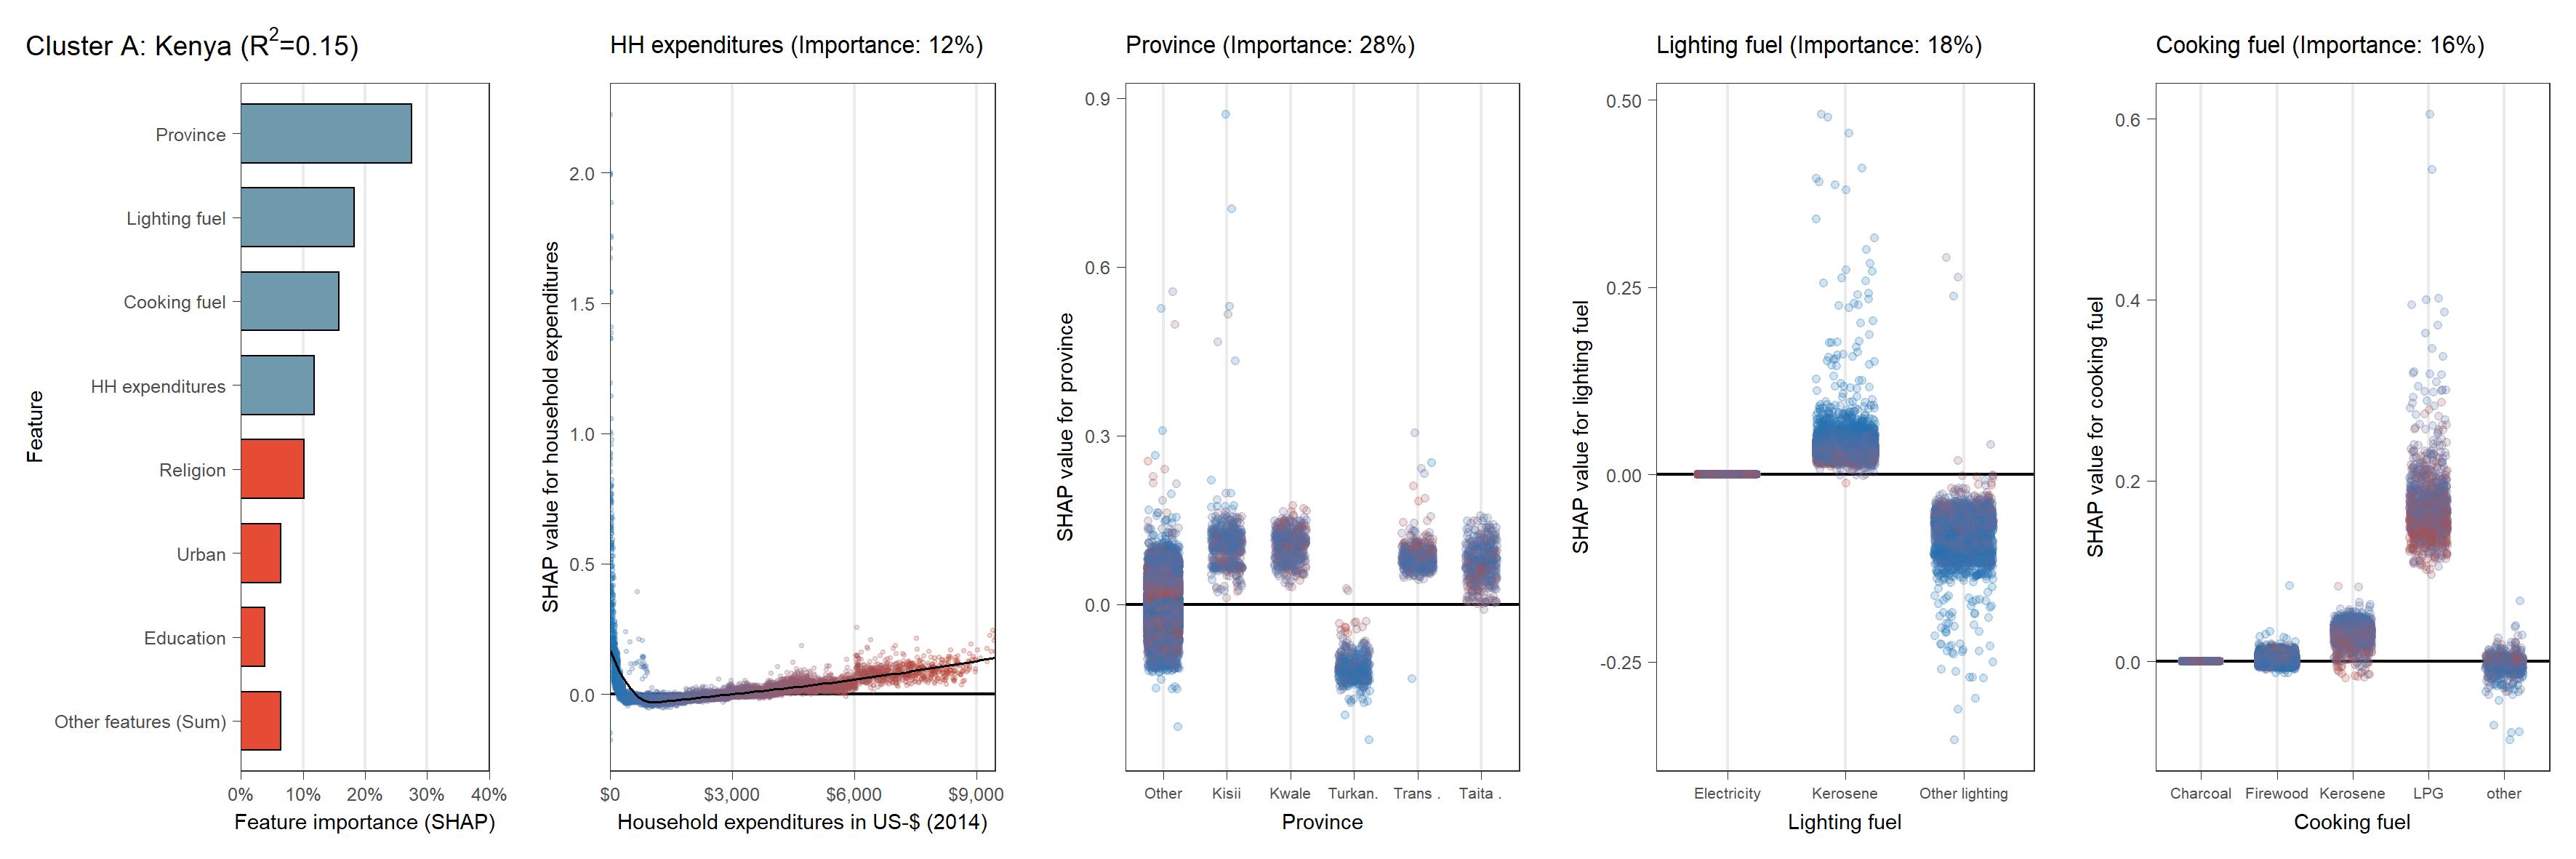 Cluster A: Kenya (R²=0.15)
Feature
Province
Lighting fuel
Cooking fuel
HH expenditures
Religion
Urban
Education
Other features (Sum)
0% 10% 20% 30% 40%
Feature importance (SHAP)
HH expenditures (Importance: 12%)
SHAP value for household expenditures
2.0
1.5
1.0
0.5
0.0
$0 $3,000 $6,000 $9,000
Household expenditures in US-$ (2014)
Province (Importance: 28%)
SHAP value for province
0.9
0.6
0.3
0.0
Other Kisii Kwale Turkan. Trans . Taita .
Province
Lighting fuel (Importance: 18%)
SHAP value for lighting fuel
0.50
0.25
0.00
-0.25
Electricity Kerosene Other lighting
Lighting fuel
Cooking fuel (Importance: 16%)
SHAP value for cooking fuel
0.6
0.4
0.2
0.0
Charcoal Firewood Kerosene LPG other
Cooking fuel